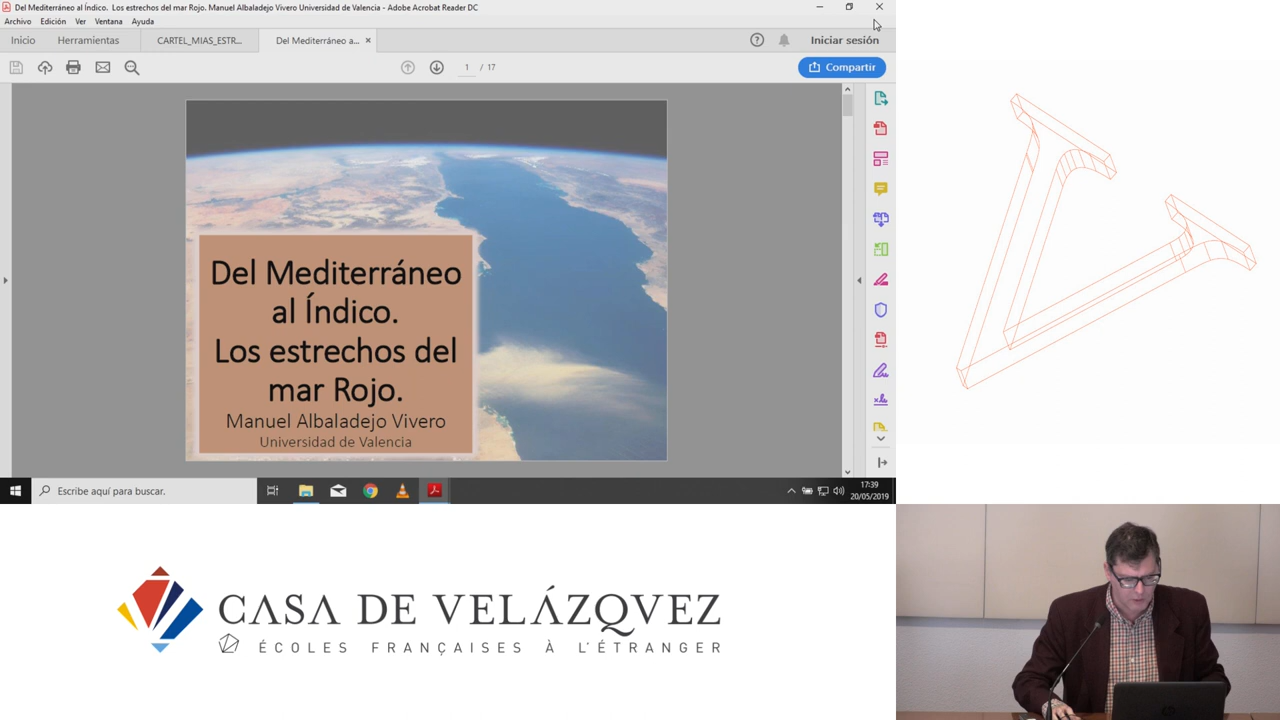 Del Mediterráneo al Índico. Los estrechos del mar Rojo. Manuel Albaladejo Vivero Universidad de Valencia - Adobe Acrobat Reader DC
Archivo Edición Ver Ventana Ayuda
Inicio Herramientas CARTEL_MIAS_ESTR... Del Mediterráneo a... Iniciar sesión
1 / 17 Compartir
Del Mediterráneo
al Índico.
Los estrechos del
mar Rojo.
Manuel Albaladejo Vivero
Universidad de Valencia
Escribe aquí para buscar.
17:39
20/05/2019
CASA DE VELÁZQVEZ
ÉCOLES FRANÇAISES À L'ÉTRANGER